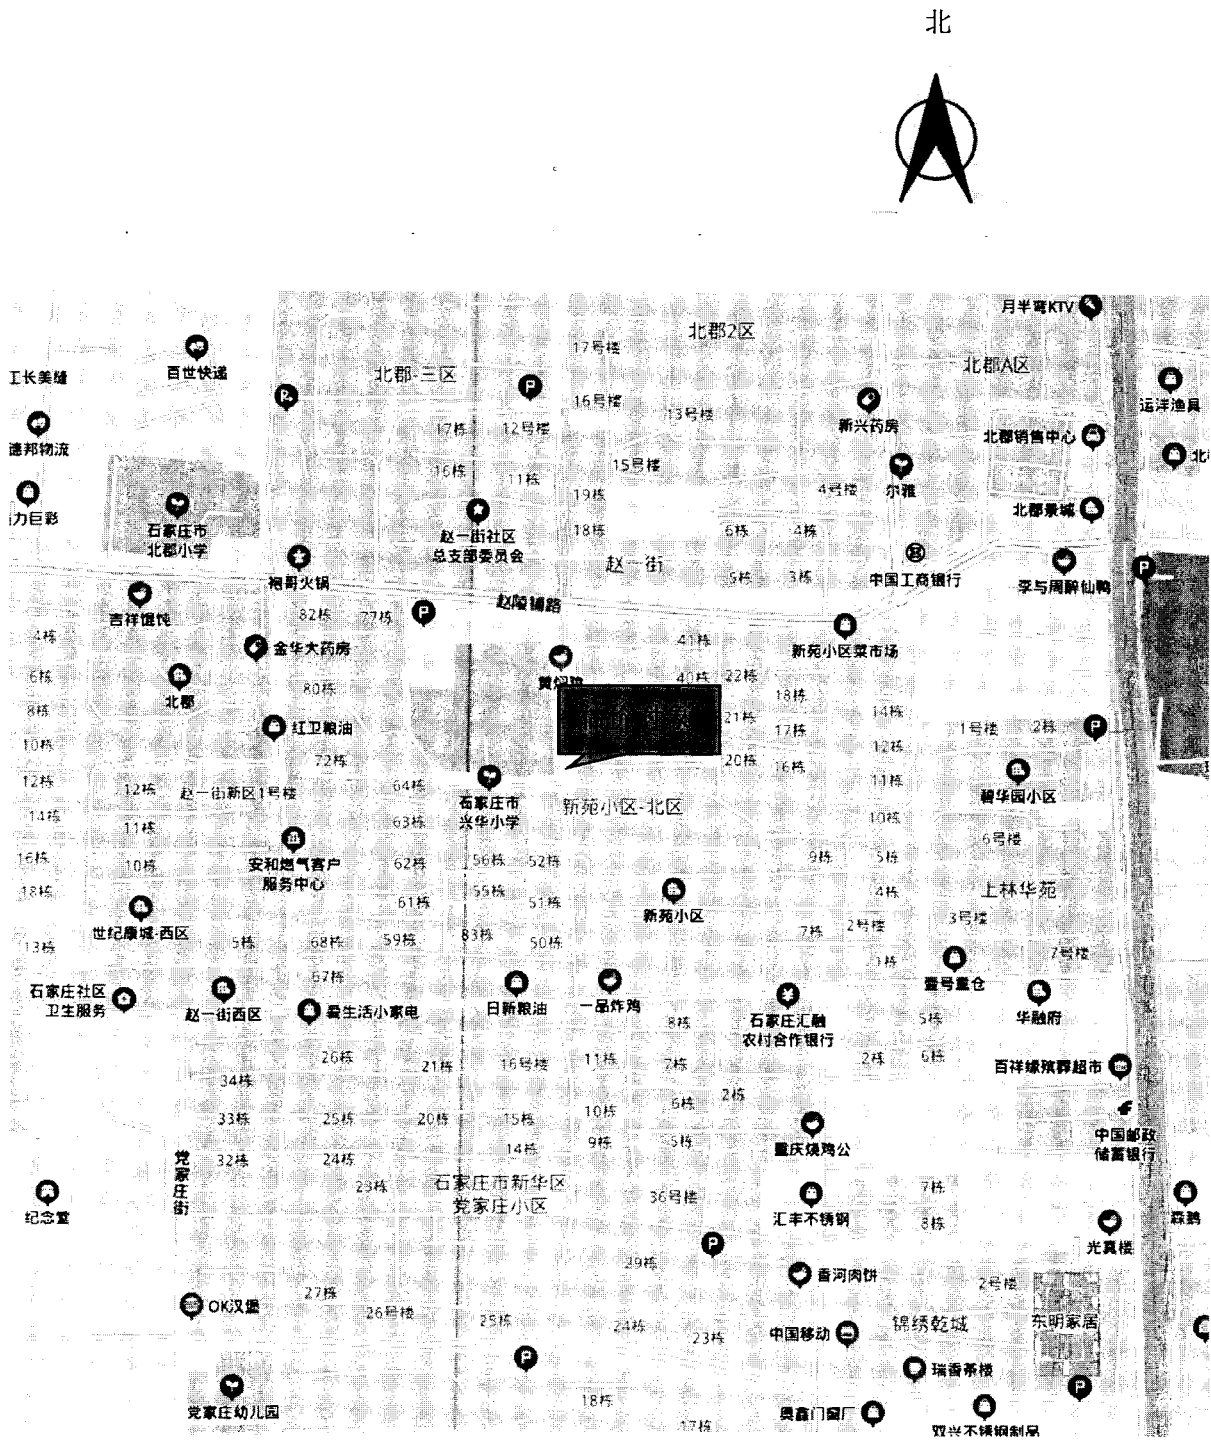 北
月半弯KTV
北郡2区
17号楼
百世快递
北郡-三区
北郡A区
工长美缝
运洋渔具
16号楼
13号楼
新兴药房
德邦物流
17栋
12号楼
北郡销售中心
16栋
11栋
15号楼
4号楼
尔雅
19栋
力巨彩
石家庄市
北郡小学
赵一街社区
总支部委员会
18栋
6栋
4栋
北郡景城
袍哥火锅
赵一街
5栋
3栋
中国工商银行
李与周醉仙鸭
吉祥馄饨
赵陵铺路
82栋
77栋
4栋
金华大药房
41栋
新苑小区菜市场
6栋
北郡
80栋
黄焖鸡
40栋
22栋
18栋
8栋
红卫粮油
21栋
17栋
14栋
1号楼
2栋
10栋
72栋
20栋
16栋
12栋
12栋
12栋
赵一街新区1号楼
64栋
石家庄市
兴华小学
新苑小区-北区
11栋
碧华园小区
14栋
11栋
63栋
10栋
6号楼
16栋
10栋
安和燃气客户
服务中心
62栋
56栋
52栋
9栋
5栋
18栋
61栋
55栋
51栋
新苑小区
4栋
上林华苑
世纪康城-西区
5栋
68栋
59栋
83栋
50栋
7栋
2号楼
3号楼
13栋
67栋
1栋
7号楼
石家庄社区
卫生服务
赵一街西区
爱生活小家电
日新粮油
一品炸鸡
8栋
石家庄汇融
农村合作银行
壹号重仓
华融府
5栋
26栋
21栋
16号楼
11栋
7栋
2栋
6栋
百祥缘殡葬超市
34栋
33栋
25栋
20栋
15栋
10栋
6栋
2栋
中国邮政
储蓄银行
党家庄街
32栋
24栋
14栋
9栋
5栋
重庆烧鸡公
23栋
石家庄市新华区
党家庄小区
36号楼
7栋
纪念堂
汇丰不锈钢
8栋
森鹊
光真楼
29栋
香河肉饼
27栋
2号楼
OK汉堡
26号楼
25栋
24栋
23栋
中国移动
锦绣乾城
东明家居
瑞香茶楼
党家庄幼儿园
18栋
17栋
奥鑫门窗厂
双兴不锈钢制品